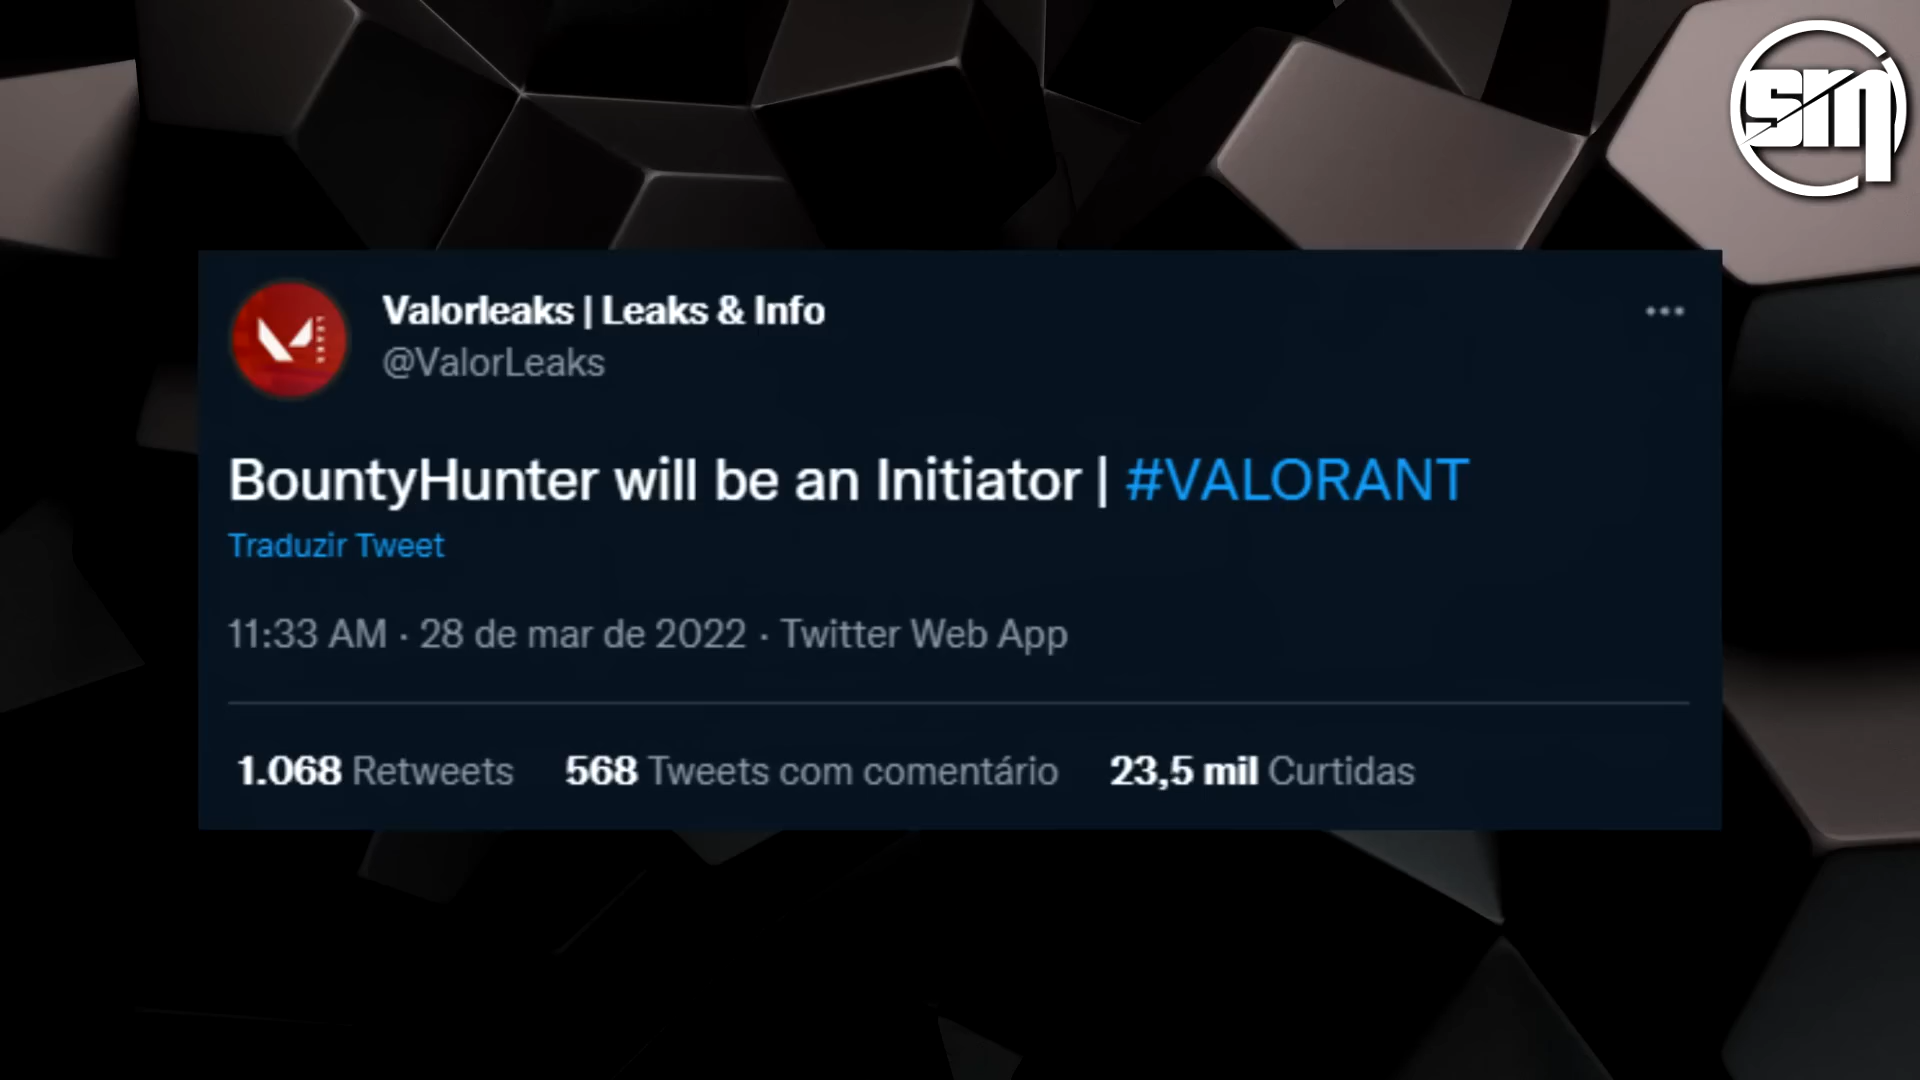 SM
Valorleaks | Leaks & Info
@ValorLeaks
BountyHunter will be an Initiator | #VALORANT
Traduzir Tweet
11:33 AM · 28 de mar de 2022 · Twitter Web App
1.068 Retweets 568 Tweets com comentário 23,5 mil Curtidas